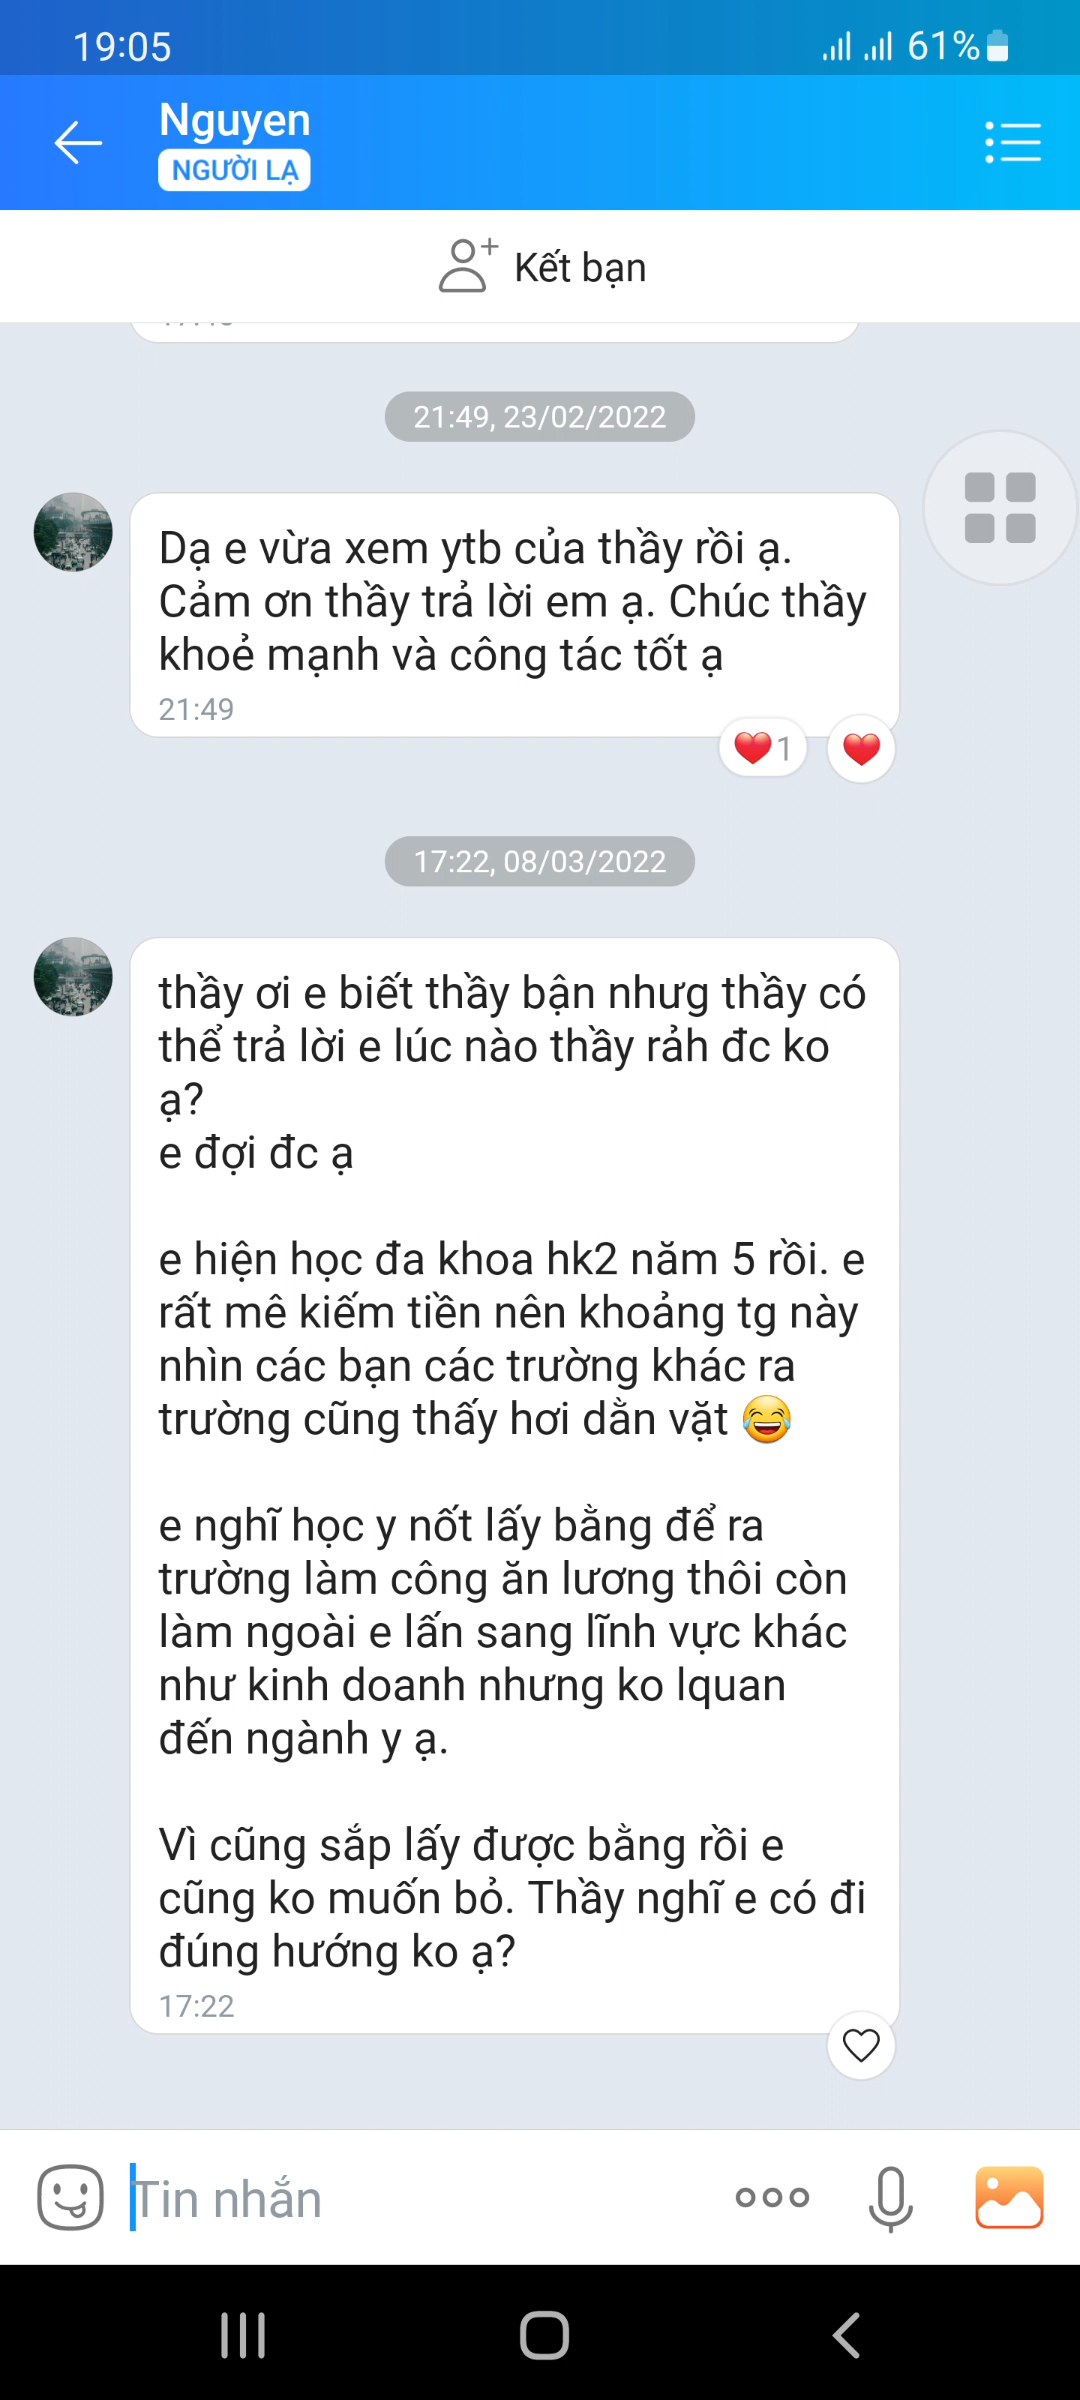 19:05
61%
Nguyen
NGƯỜI LẠ
Kết bạn
21:49, 23/02/2022
Dạ e vừa xem ytb của thầy rồi ạ.
Cảm ơn thầy trả lời em ạ. Chúc thầy
khoẻ mạnh và công tác tốt ạ
21:49
1
17:22, 08/03/2022
thầy ơi e biết thầy bận nhưg thầy có
thể trả lời e lúc nào thầy rảh đc ko
ạ?
e đợi đc ạ
e hiện học đa khoa hk2 năm 5 rồi. e
rất mê kiếm tiền nên khoảng tg này
nhìn các bạn các trường khác ra
trường cũng thấy hơi dằn vặt 😂
e nghĩ học y nốt lấy bằng để ra
trường làm công ăn lương thôi còn
làm ngoài e lấn sang lĩnh vực khác
như kinh doanh nhưng ko lquan
đến ngành y ạ.
Vì cũng sắp lấy được bằng rồi e
cũng ko muốn bỏ. Thầy nghĩ e có đi
đúng hướng ko ạ?
17:22
Tin nhắn